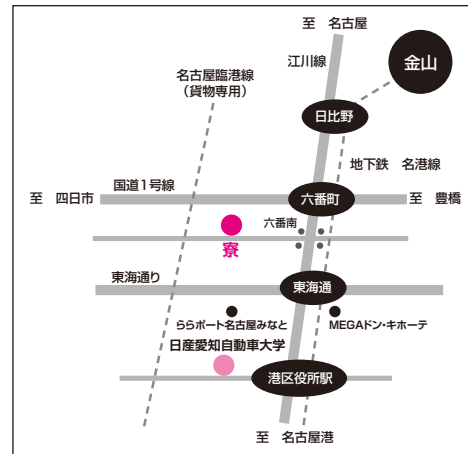 至 名古屋
金山
江川線
名古屋臨港線
（貨物専用）
日比野
地下鉄 名港線
国道1号線
至 四日市
六番町
至 豊橋
六番南
寮
東海通り
東海通
ららポート名古屋みなと
MEGAドン・キホーテ
日産愛知自動車大学
港区役所駅
至 名古屋港